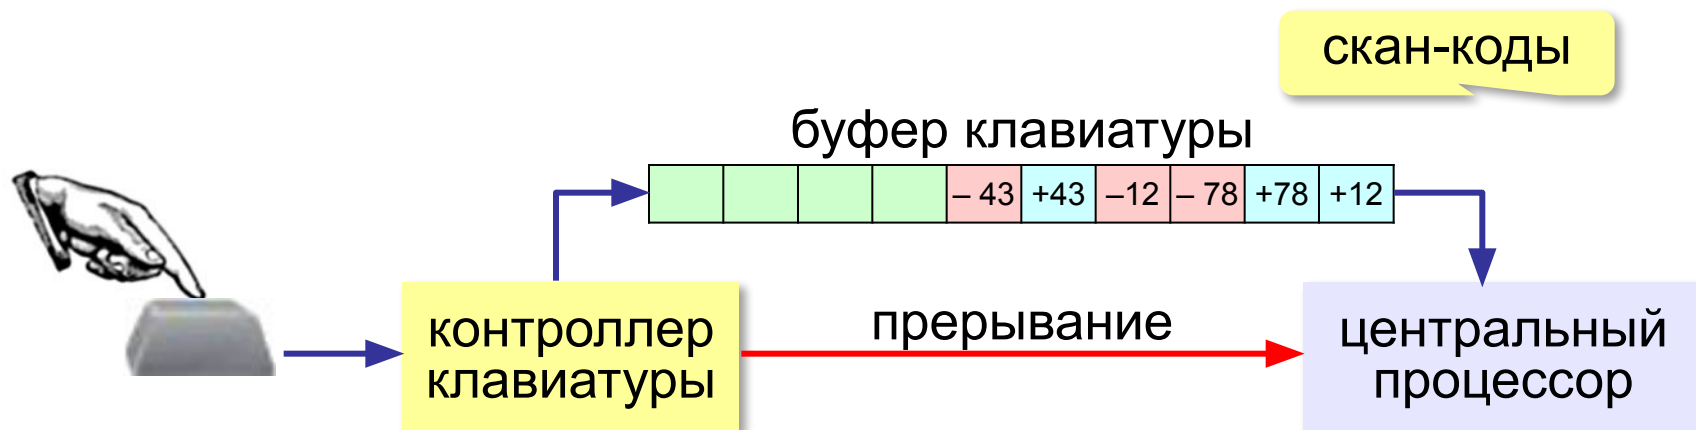 скан-коды
буфер клавиатуры
– 43 +43 –12 – 78 +78 +12
прерывание
контроллер
клавиатуры
центральный
процессор